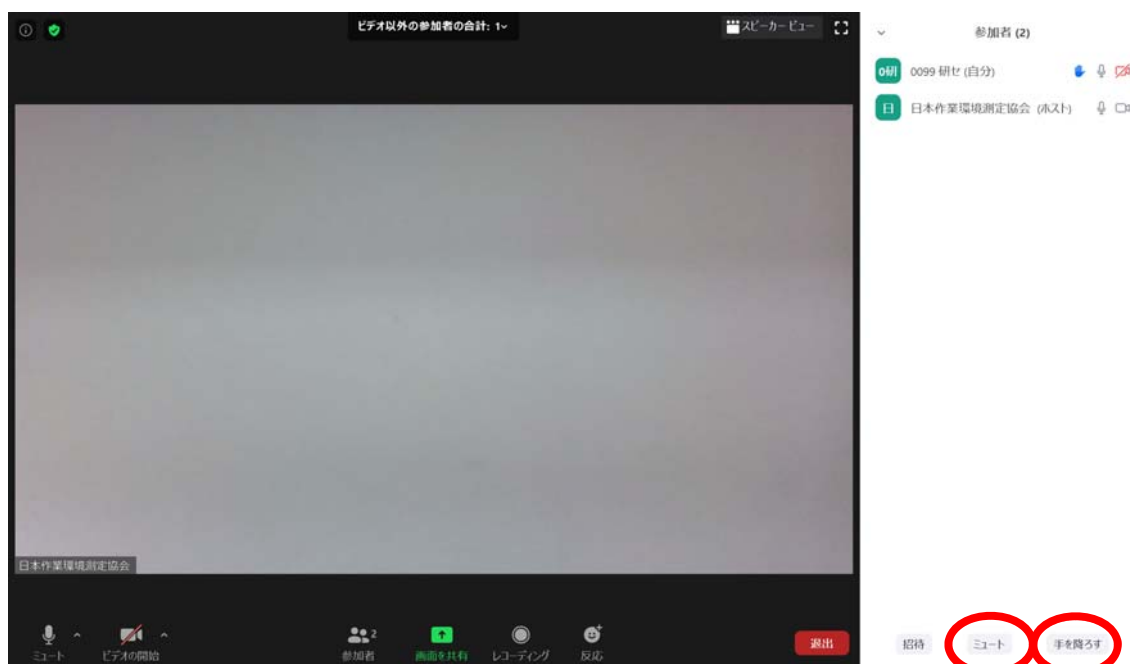 ビデオ以外の参加者の合計: 1
スピーカービュー
参加者 (2)
0研
0099 研セ (自分)
日
日本作業環境測定協会 (ホスト)
日本作業環境測定協会
ミュート
ビデオの開始
2
参加者
画面を共有
レコーディング
反応
退出
招待
ミュート
手を降ろす